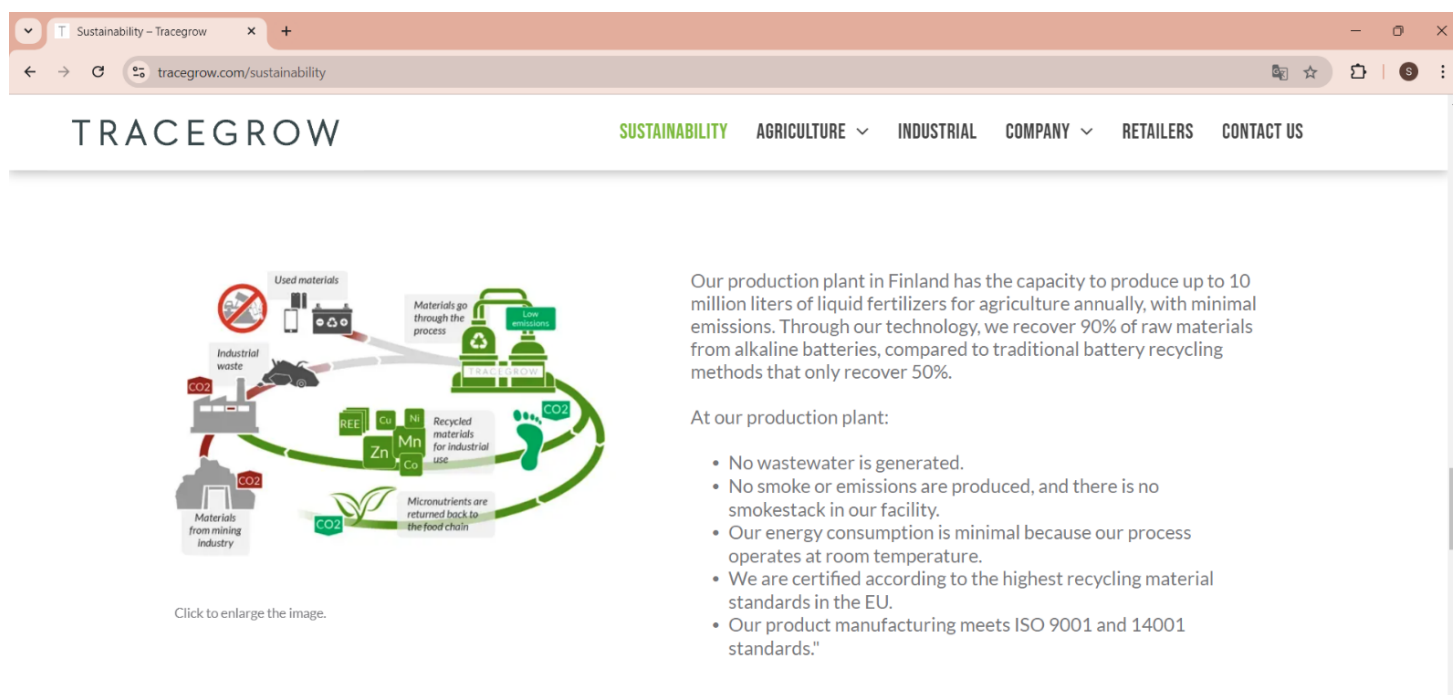 Sustainability – Tracegrow
tracegrow.com/sustainability
S
TRACEGROW
SUSTAINABILITY
AGRICULTURE
INDUSTRIAL
COMPANY
RETAILERS
CONTACT US
Used materials
Materials go
through the
process
Low
emissions
TRACEGROW
Industrial
waste
CO2
REE
Cu
Ni
Zn
Mn
Co
Recycled
materials
for industrial
use
CO2
CO2
Materials
from mining
industry
Micronutrients are
returned back to
the food chain
CO2
Click to enlarge the image.
Our production plant in Finland has the capacity to produce up to 10
million liters of liquid fertilizers for agriculture annually, with minimal
emissions. Through our technology, we recover 90% of raw materials
from alkaline batteries, compared to traditional battery recycling
methods that only recover 50%.
At our production plant:
• No wastewater is generated.
• No smoke or emissions are produced, and there is no
smokestack in our facility.
• Our energy consumption is minimal because our process
operates at room temperature.
• We are certified according to the highest recycling material
standards in the EU.
• Our product manufacturing meets ISO 9001 and 14001
standards."